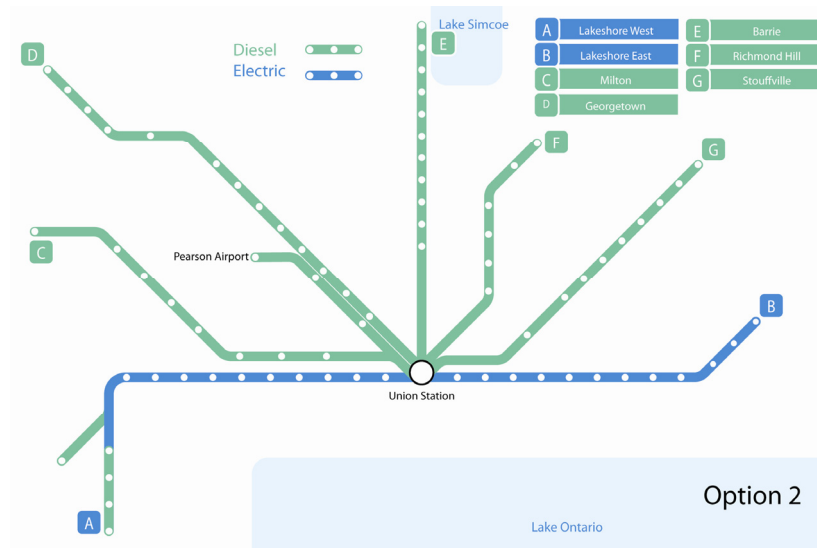 Lake Simcoe
Diesel
Electric
A Lakeshore West
B Lakeshore East
C Milton
D Georgetown
E Barrie
F Richmond Hill
G Stouffville
D
E
F
G
C
Pearson Airport
B
Union Station
A
Option 2
Lake Ontario